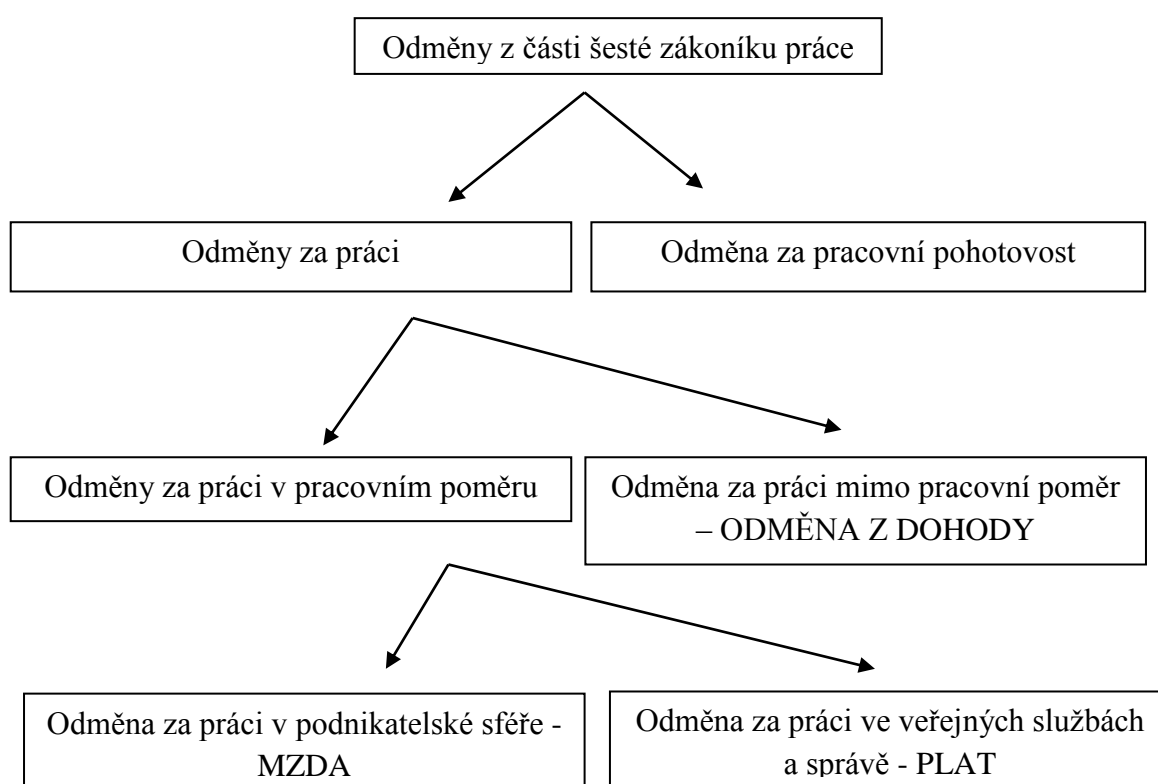 Odměny z části šesté zákoníku práce
Odměny za práci
Odměna za pracovní pohotovost
Odměny za práci v pracovním poměru
Odměna za práci mimo pracovní poměr
– ODMĚNA Z DOHODY
Odměna za práci v podnikatelské sféře -
MZDA
Odměna za práci ve veřejných službách
a správě - PLAT